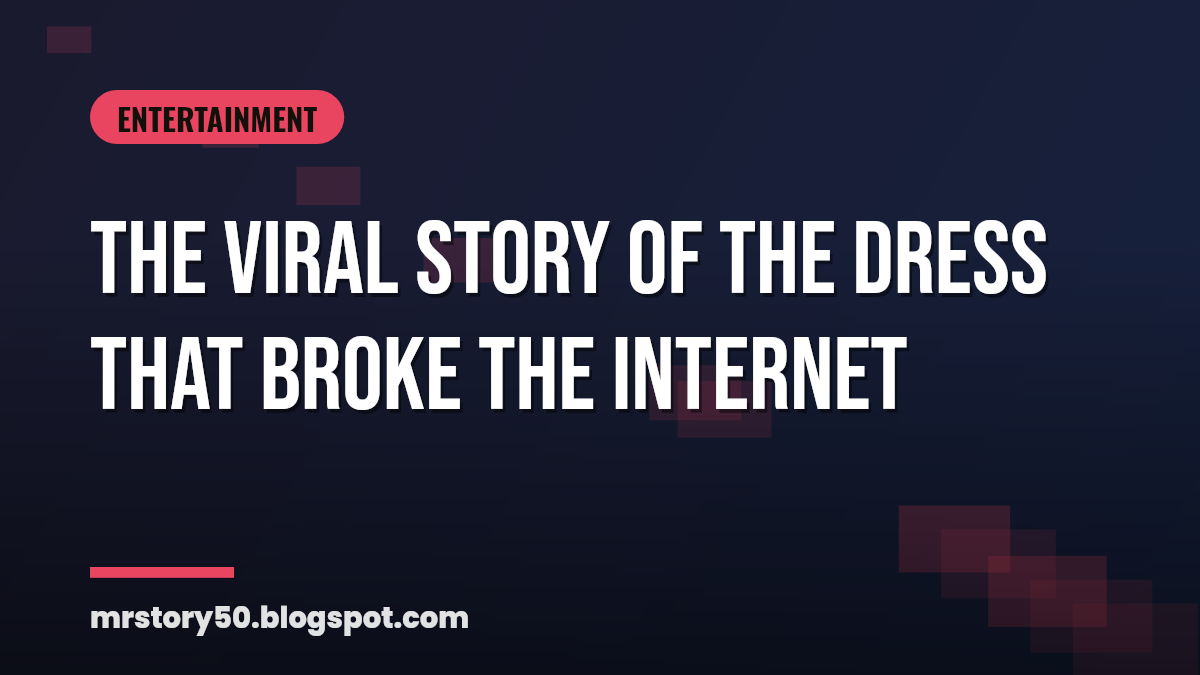 ENTERTAINMENT
THE VIRAL STORY OF THE DRESS
THAT BROKE THE INTERNET
mrstory50.blogspot.com